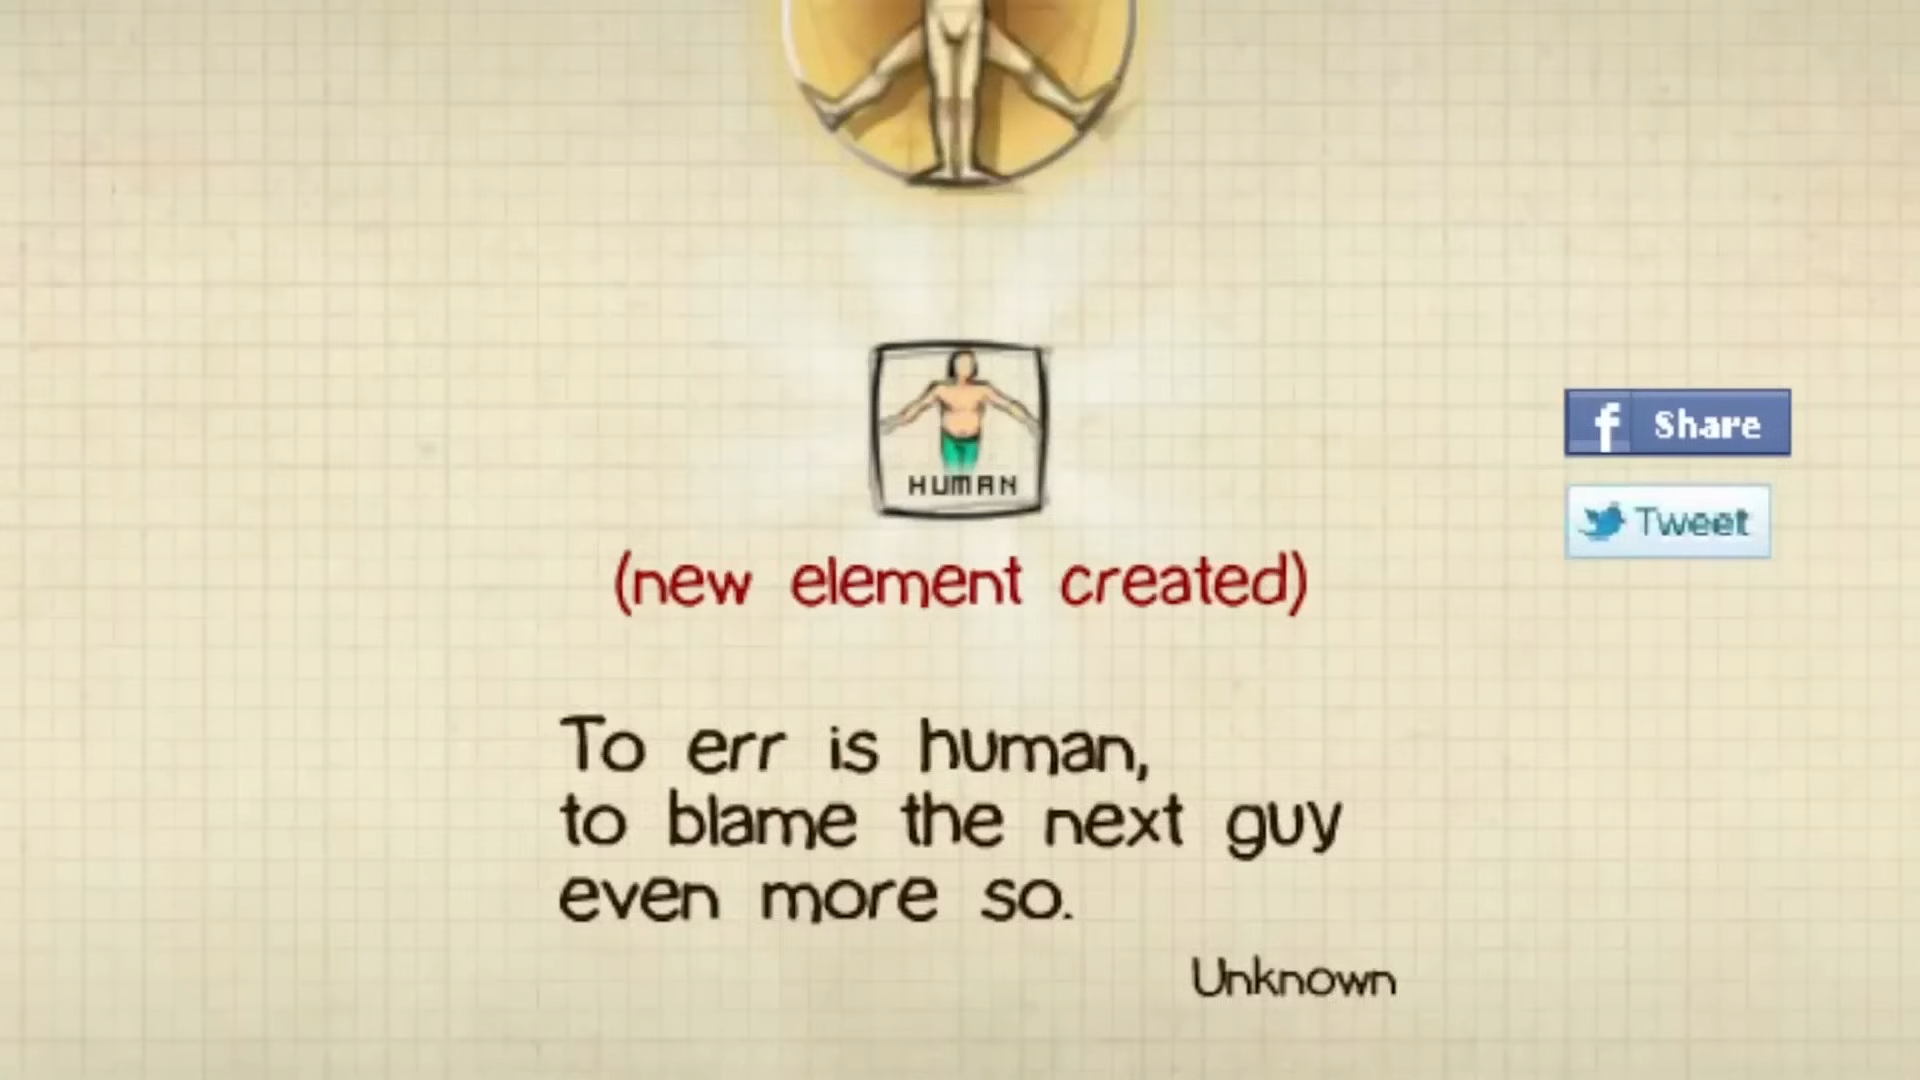 HUMAN
(new element created)
f Share
Tweet
To err is human,
to blame the next guy
even more so.
Unknown